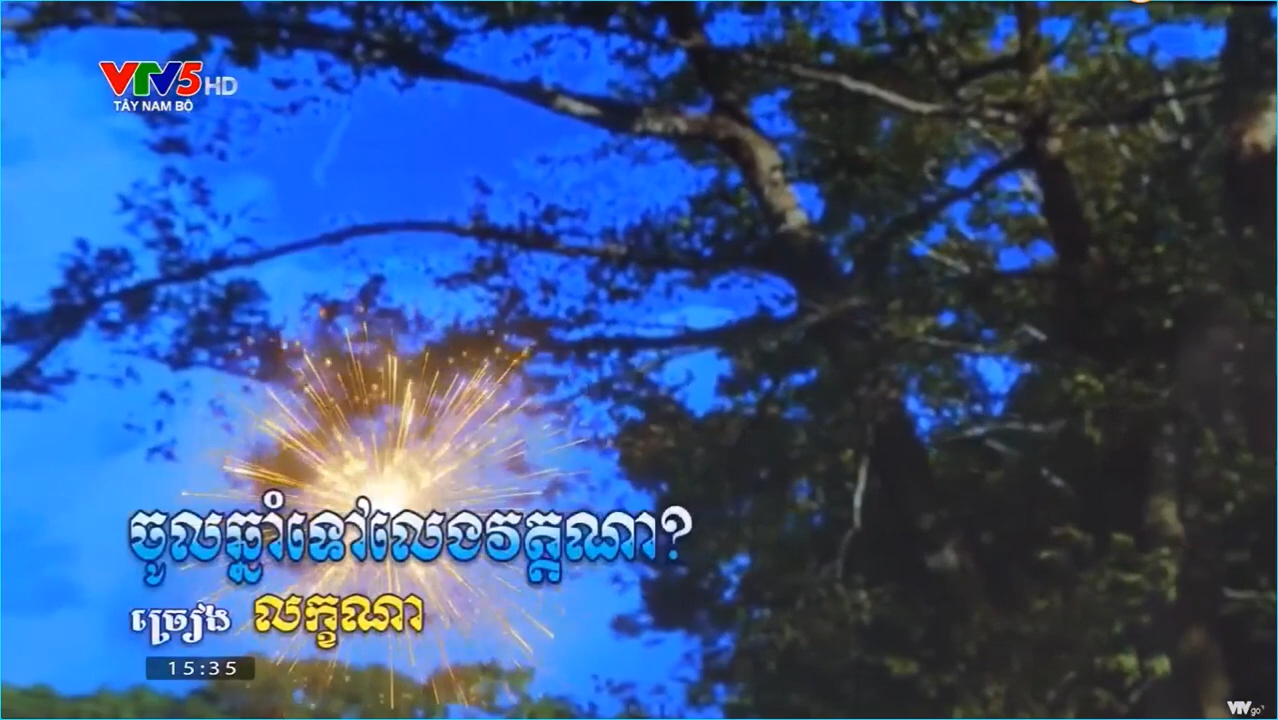 VTV5 HD
TÂY NAM BỘ
ចូលឆ្នាំទៅលេងវត្តណា?
ច្រៀង លក្ខណា
15:35
VTVgo